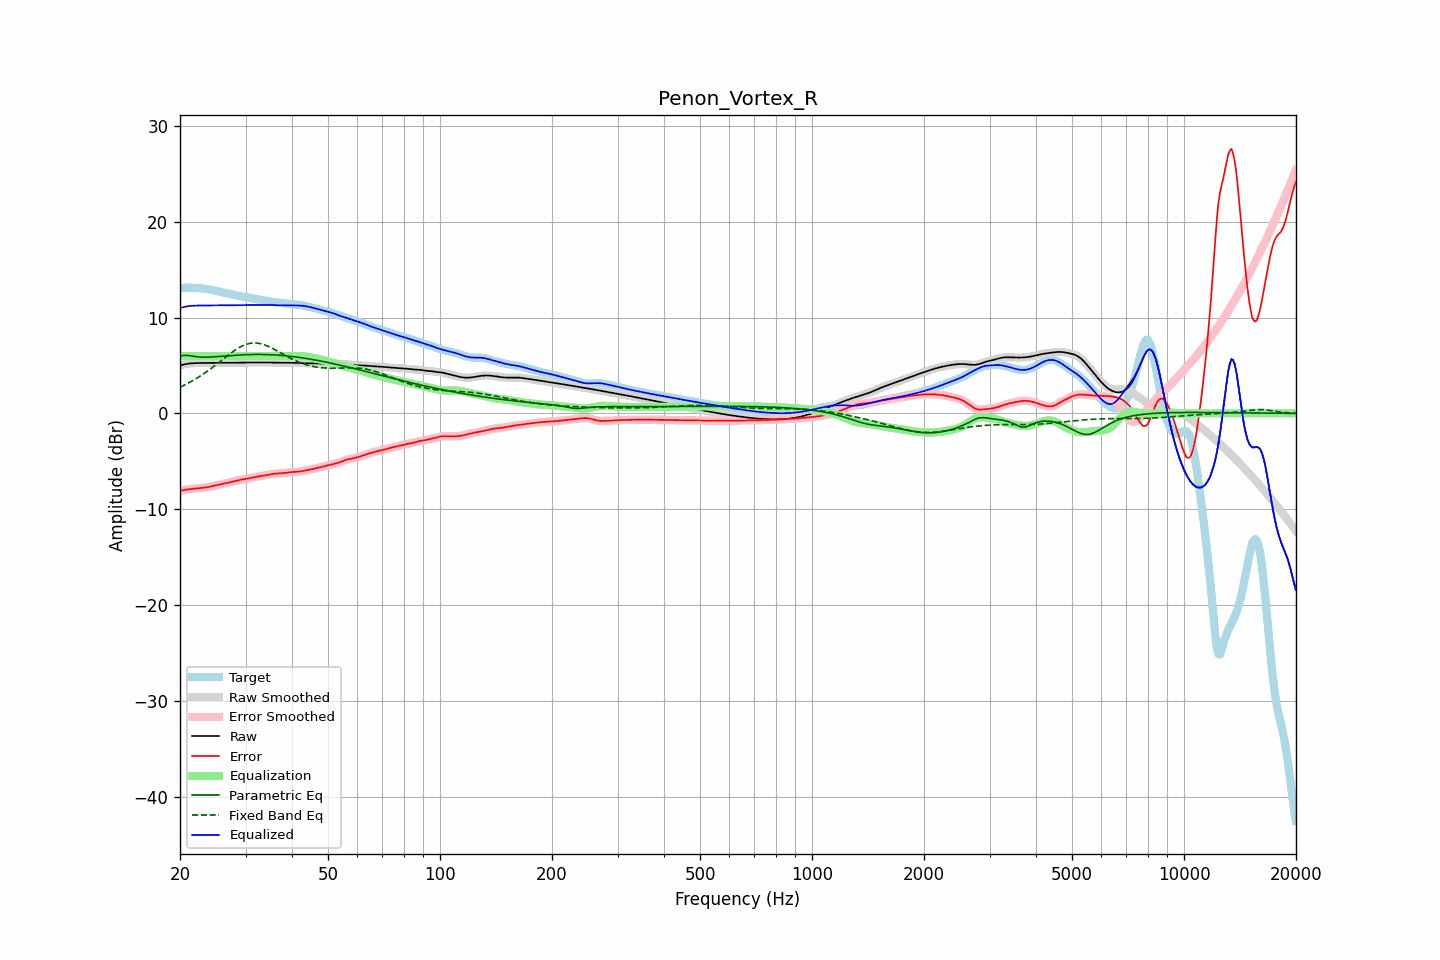 Penon_Vortex_R
30
20
10
0
−10
−20
−30
−40
Amplitude (dBr)
Target
Raw Smoothed
Error Smoothed
Raw
Error
Equalization
Parametric Eq
Fixed Band Eq
Equalized
20 50 100 200 500 1000 2000 5000 10000 20000
Frequency (Hz)